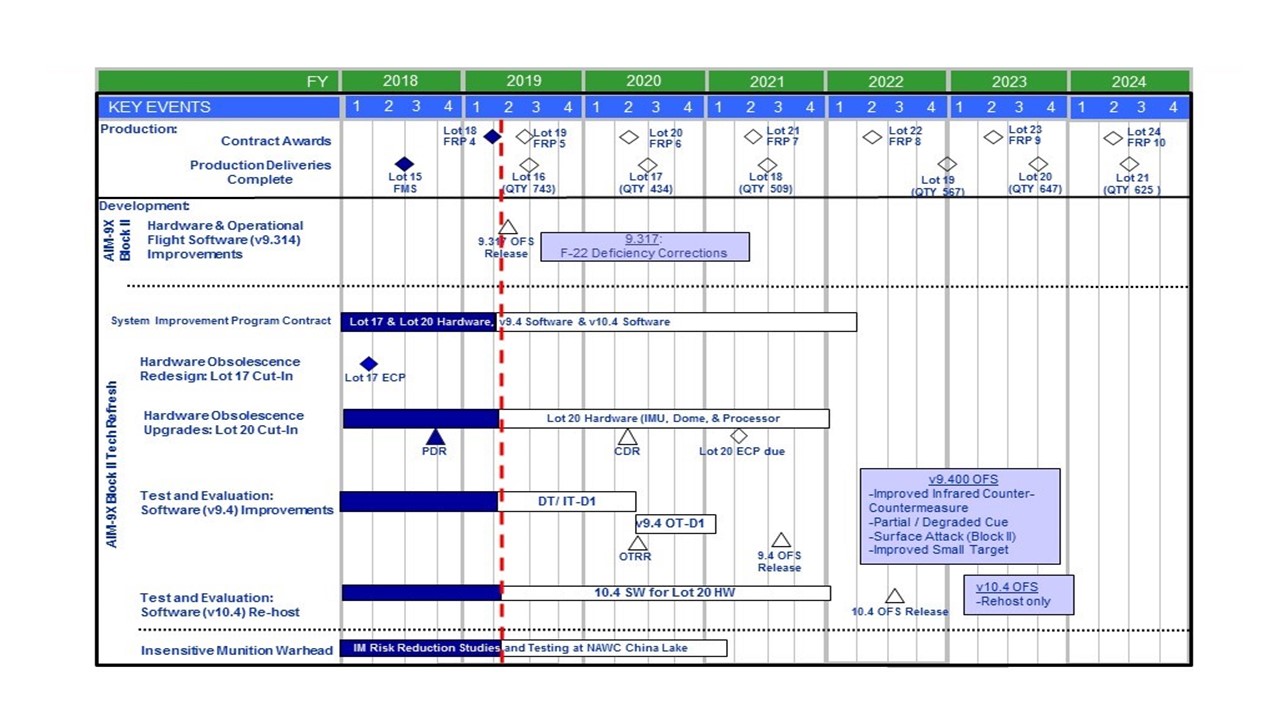 FY 2018 2019 2020 2021 2022 2023 2024
KEY EVENTS 1 2 3 4 1 2 3 4 1 2 3 4 1 2 3 4 1 2 3 4 1 2 3 4 1 2 3 4
Production:
Contract Awards
Lot 18
FRP 4
Lot 19
FRP 5
Lot 20
FRP 6
Lot 21
FRP 7
Lot 22
FRP 8
Lot 23
FRP 9
Lot 24
FRP 10
Production Deliveries
Complete
Lot 15
FMS
Lot 16
(QTY 743)
Lot 17
(QTY 434)
Lot 18
(QTY 509)
Lot 19
(QTY 567)
Lot 20
(QTY 647)
Lot 21
(QTY 625 )
Development:
AIM-9X
Block II
Hardware & Operational
Flight Software (v9.314)
Improvements
9.317 OFS
Release
9.317:
F-22 Deficiency Corrections
AIM-9X Block II Tech Refresh
System Improvement Program Contract
Lot 17 & Lot 20 Hardware, v9.4 Software & v10.4 Software
Hardware Obsolescence
Redesign: Lot 17 Cut-In
Lot 17 ECP
Hardware Obsolescence
Upgrades: Lot 20 Cut-In
Lot 20 Hardware (IMU, Dome, & Processor
PDR
CDR
Lot 20 ECP due
Test and Evaluation:
Software (v9.4) Improvements
DT/ IT-D1
v9.4 OT-D1
OTRR
9.4 OFS
Release
v9.400 OFS
-Improved Infrared Counter-
Countermeasure
-Partial / Degraded Cue
-Surface Attack (Block II)
-Improved Small Target
Test and Evaluation:
Software (v10.4) Re-host
10.4 SW for Lot 20 HW
10.4 OFS Release
v10.4 OFS
-Rehost only
Insensitive Munition Warhead
IM Risk Reduction Studies and Testing at NAWC China Lake